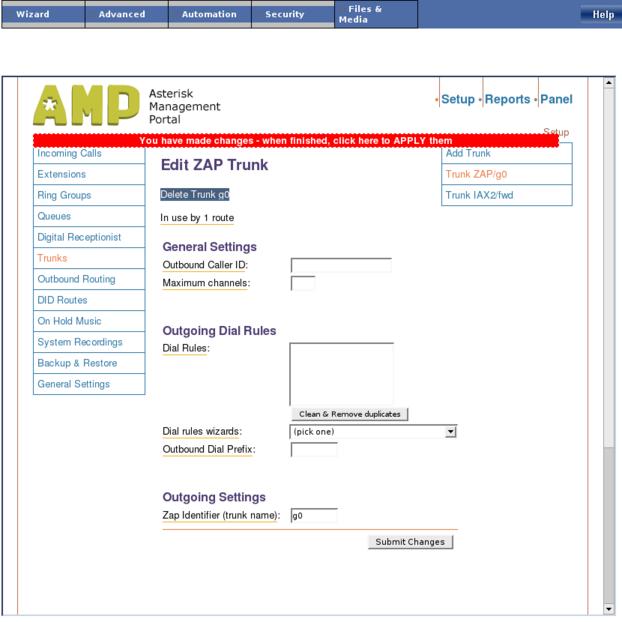 Wizard
Advanced
Automation
Security
Files & Media
Help
AMP
Asterisk
Management
Portal
• Setup • Reports • Panel
Setup
You have made changes - when finished, click here to APPLY them
Incoming Calls
Extensions
Ring Groups
Queues
Digital Receptionist
Trunks
Outbound Routing
DID Routes
On Hold Music
System Recordings
Backup & Restore
General Settings
Edit ZAP Trunk
Delete Trunk g0
In use by 1 route
General Settings
Outbound Caller ID:
Maximum channels:
Outgoing Dial Rules
Dial Rules:
Clean & Remove duplicates
Dial rules wizards: (pick one)
Outbound Dial Prefix:
Outgoing Settings
Zap Identifier (trunk name): g0
Submit Changes
Add Trunk
Trunk ZAP/g0
Trunk IAX2/fwd